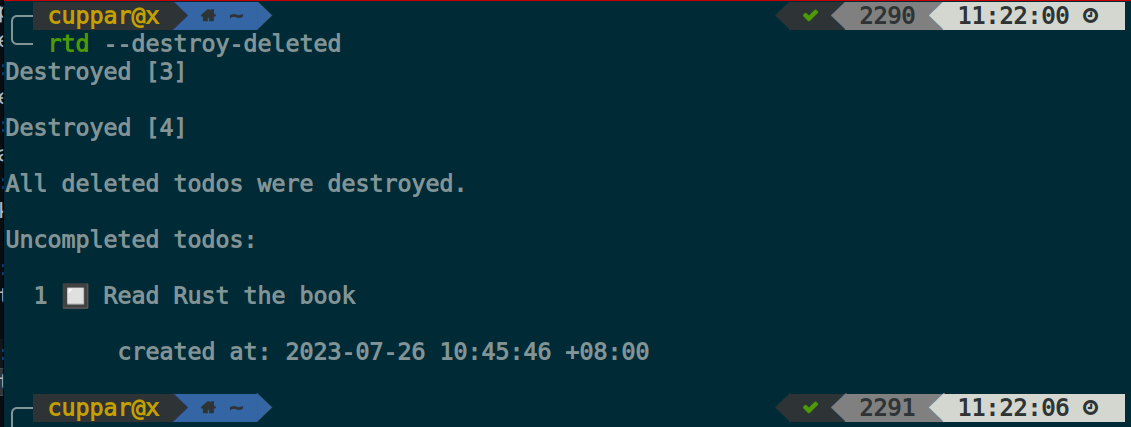 cuppar@x ~ ✔ 2290 11:22:00
rtd --destroy-deleted
Destroyed [3]
Destroyed [4]
All deleted todos were destroyed.
Uncompleted todos:
1 Read Rust the book
created at: 2023-07-26 10:45:46 +08:00
cuppar@x ~ ✔ 2291 11:22:06